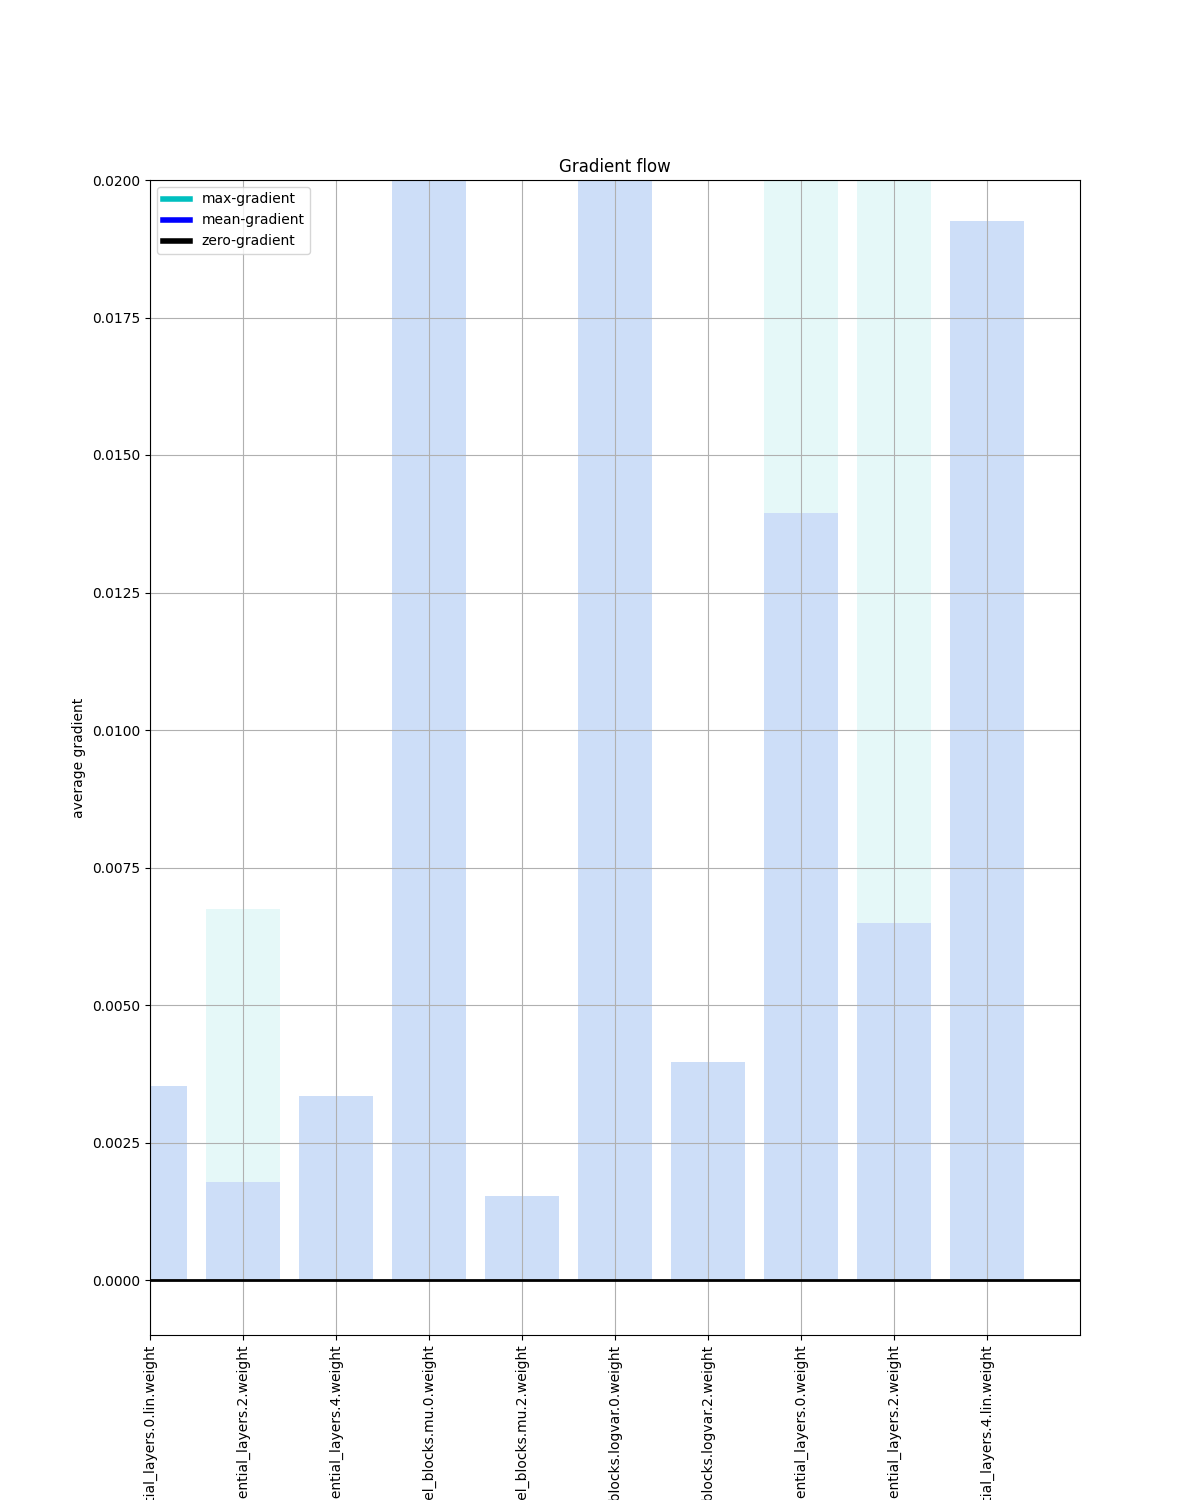 Gradient flow
max-gradient
mean-gradient
zero-gradient
0.0200
0.0175
0.0150
0.0125
0.0100
0.0075
0.0050
0.0025
0.0000
average gradient
tial_layers.0.lin.weight
ential_layers.2.weight
ential_layers.4.weight
el_blocks.mu.0.weight
el_blocks.mu.2.weight
blocks.logvar.0.weight
blocks.logvar.2.weight
ential_layers.0.weight
ential_layers.2.weight
tial_layers.4.lin.weight